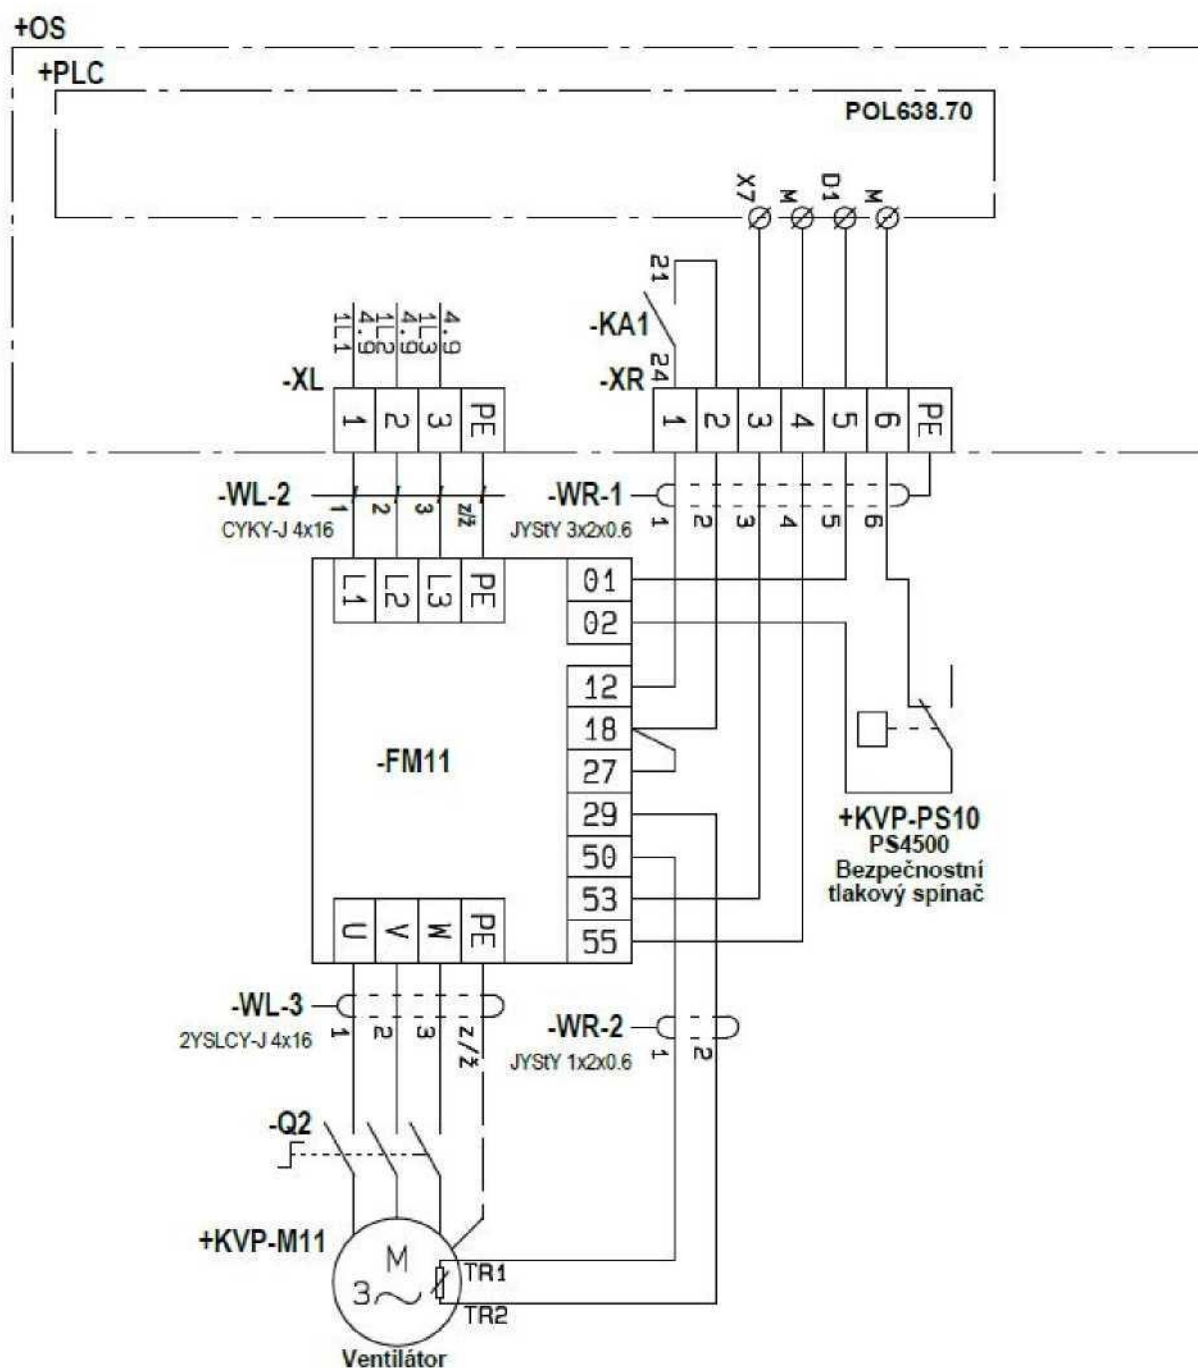 +OS
+PLC
POL638.70
X7 M D1 M
21
-KA1
24
1L1 4.9 1L2 4.9 1L3 4.9
-XL
1 2 3 PE
-XR
1 2 3 4 5 6 PE
-WL-2
1 2 3 z/ž
CYKY-J 4x16
-WR-1
1 2 3 4 5 6
JYStY 3x2x0.6
L1 L2 L3 PE
01
02
12
18
27
29
50
53
55
-FM11
+KVP-PS10
PS4500
Bezpečnostní
tlakový spínač
U V W PE
-WL-3
1 2 3 z/ž
2YSLCY-J 4x16
-WR-2
1 2
JYStY 1x2x0.6
-Q2
+KVP-M11
M
3~
TR1
TR2
Ventilátor